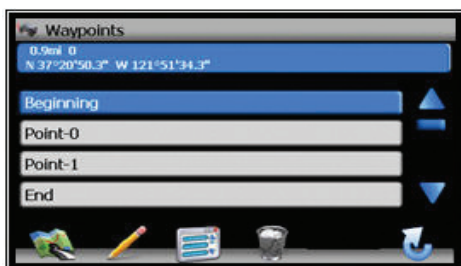 Waypoints
0.9mi 0
N 37°20'50.3" W 121°51'34.3"
Beginning
Point-0
Point-1
End